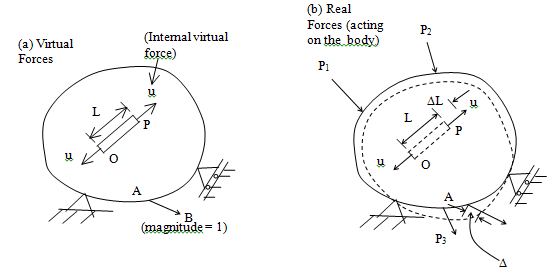 (a) Virtual
Forces
(Internal virtual
force)
u
L
P
u
O
A
B
(magnitude = 1)
(b) Real
Forces (acting
on the body)
P2
P1
ΔL
u
L
P
u
O
A
P3
Δ